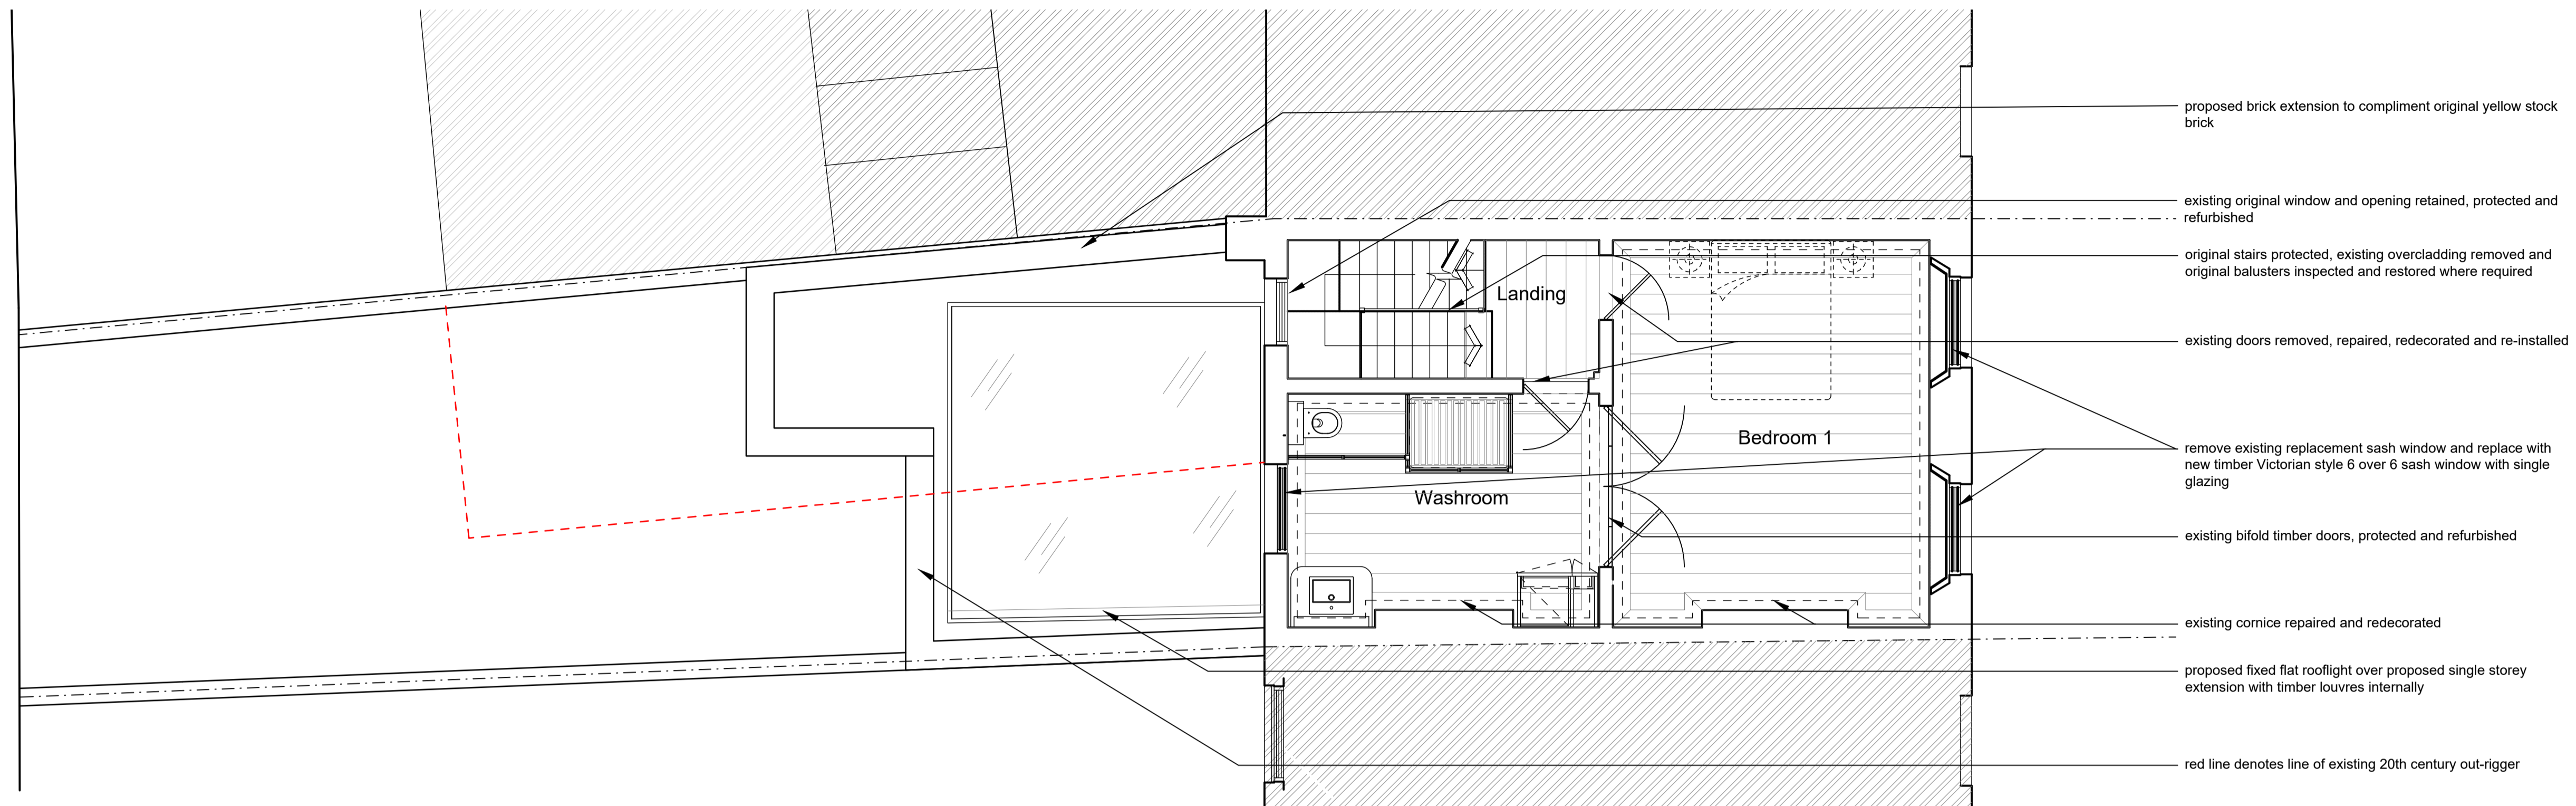 proposed brick extension to compliment original yellow stock
brick
existing original window and opening retained, protected and
refurbished
original stairs protected, existing overcladding removed and
original balusters inspected and restored where required
Landing
existing doors removed, repaired, redecorated and re-installed
Bedroom 1
remove existing replacement sash window and replace with
new timber Victorian style 6 over 6 sash window with single
glazing
Washroom
existing bifold timber doors, protected and refurbished
existing cornice repaired and redecorated
proposed fixed flat rooflight over proposed single storey
extension with timber louvres internally
red line denotes line of existing 20th century out-rigger